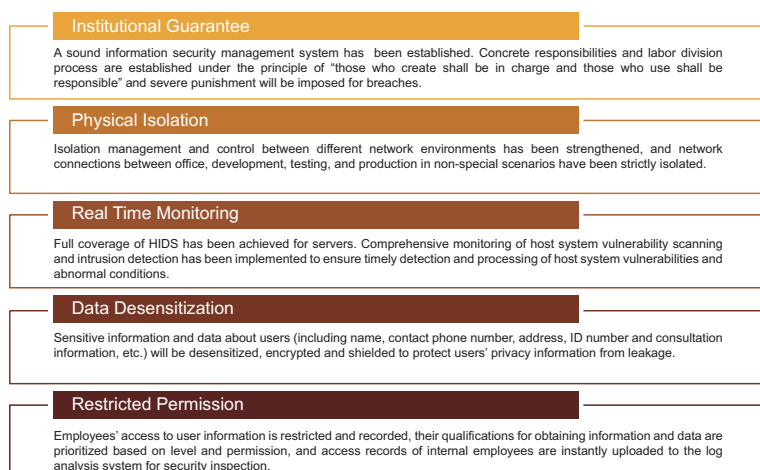 Institutional Guarantee
A sound information security management system has been established. Concrete responsibilities and labor division
process are established under the principle of “those who create shall be in charge and those who use shall be
responsible” and severe punishment will be imposed for breaches.
Physical Isolation
Isolation management and control between different network environments has been strengthened, and network
connections between office, development, testing, and production in non-special scenarios have been strictly isolated.
Real Time Monitoring
Full coverage of HIDS has been achieved for servers. Comprehensive monitoring of host system vulnerability scanning
and intrusion detection has been implemented to ensure timely detection and processing of host system vulnerabilities and
abnormal conditions.
Data Desensitization
Sensitive information and data about users (including name, contact phone number, address, ID number and consultation
information, etc.) will be desensitized, encrypted and shielded to protect users’ privacy information from leakage.
Restricted Permission
Employees’ access to user information is restricted and recorded, their qualifications for obtaining information and data are
prioritized based on level and permission, and access records of internal employees are instantly uploaded to the log
analysis system for security inspection.